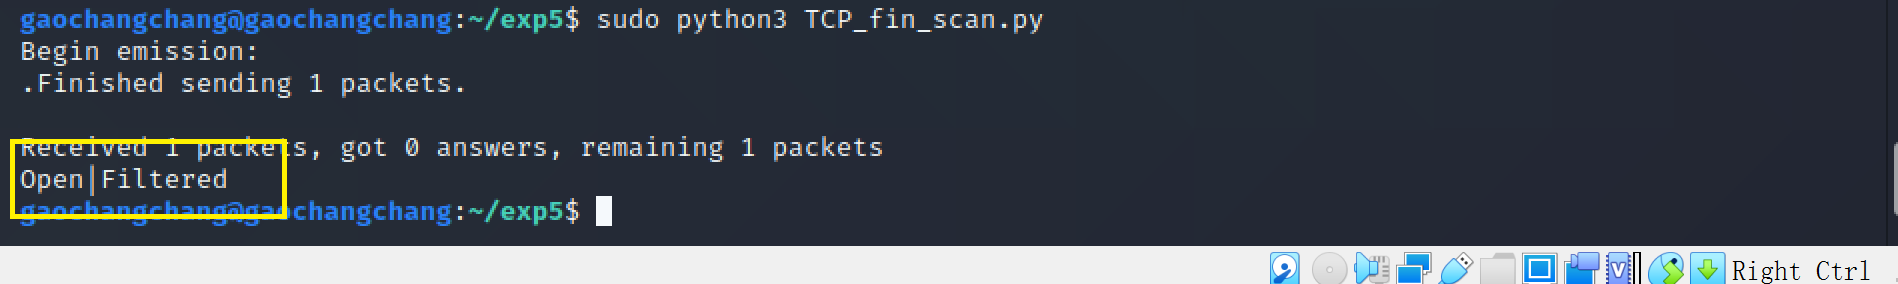 gaochangchang@gaochangchang:~/exp5$ sudo python3 TCP_fin_scan.py
Begin emission:
.Finished sending 1 packets.
Received 1 packets, got 0 answers, remaining 1 packets
Open|Filtered
gaochangchang@gaochangchang:~/exp5$
Right Ctrl